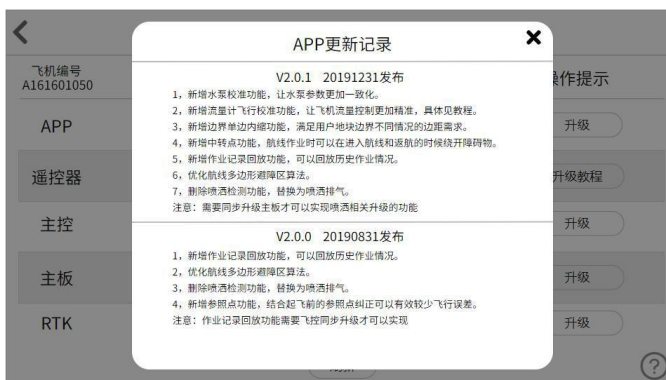 APP更新记录
飞机编号
A161601050
操作提示
V2.0.1 20191231发布
1，新增水泵校准功能，让水泵参数更加一致化。
2，新增流量计飞行校准功能，让飞机流量控制更加精准，具体见教程。
3，新增边界单边内缩功能，满足用户地块边界不同情况的边距需求。
4，新增中转点功能，航线作业时可以在进入航线和返航的时候绕开障碍物。
5，新增作业记录回放功能，可以回放历史作业情况。
6，优化航线多边形避障区算法。
7，删除喷洒检测功能，替换为喷洒排气。
注意：需要同步升级主板才可以实现喷洒相关升级的功能
APP
升级
遥控器
升级教程
主控
升级
V2.0.0 20190831发布
1，新增作业记录回放功能，可以回放历史作业情况。
2，优化航线多边形避障区算法。
3，删除喷洒检测功能，替换为喷洒排气。
4，新增参照点功能，结合起飞前的参照点纠正可以有效较少飞行误差。
注意：作业记录回放功能需要飞控同步升级才可以实现
主板
升级
RTK
升级